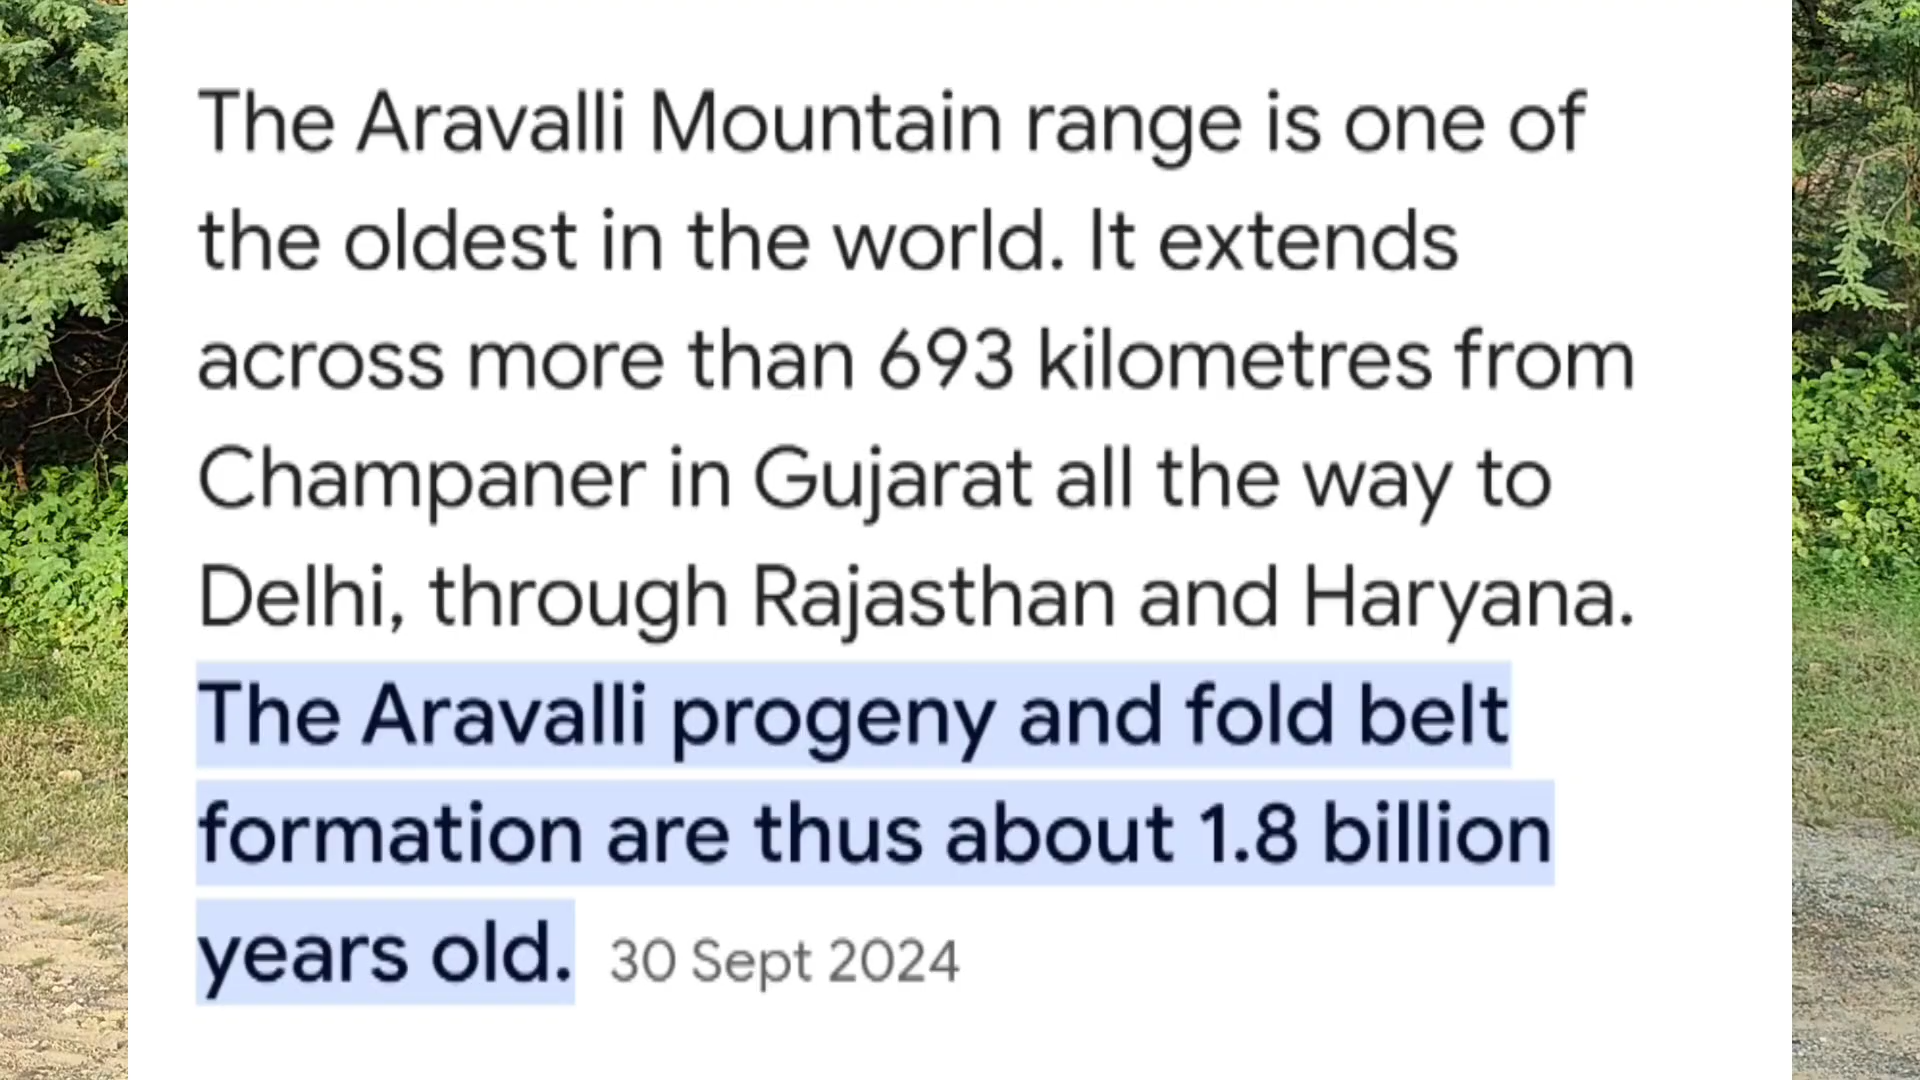 The Aravalli Mountain range is one of
the oldest in the world. It extends
across more than 693 kilometres from
Champaner in Gujarat all the way to
Delhi, through Rajasthan and Haryana.
The Aravalli progeny and fold belt
formation are thus about 1.8 billion
years old. 30 Sept 2024